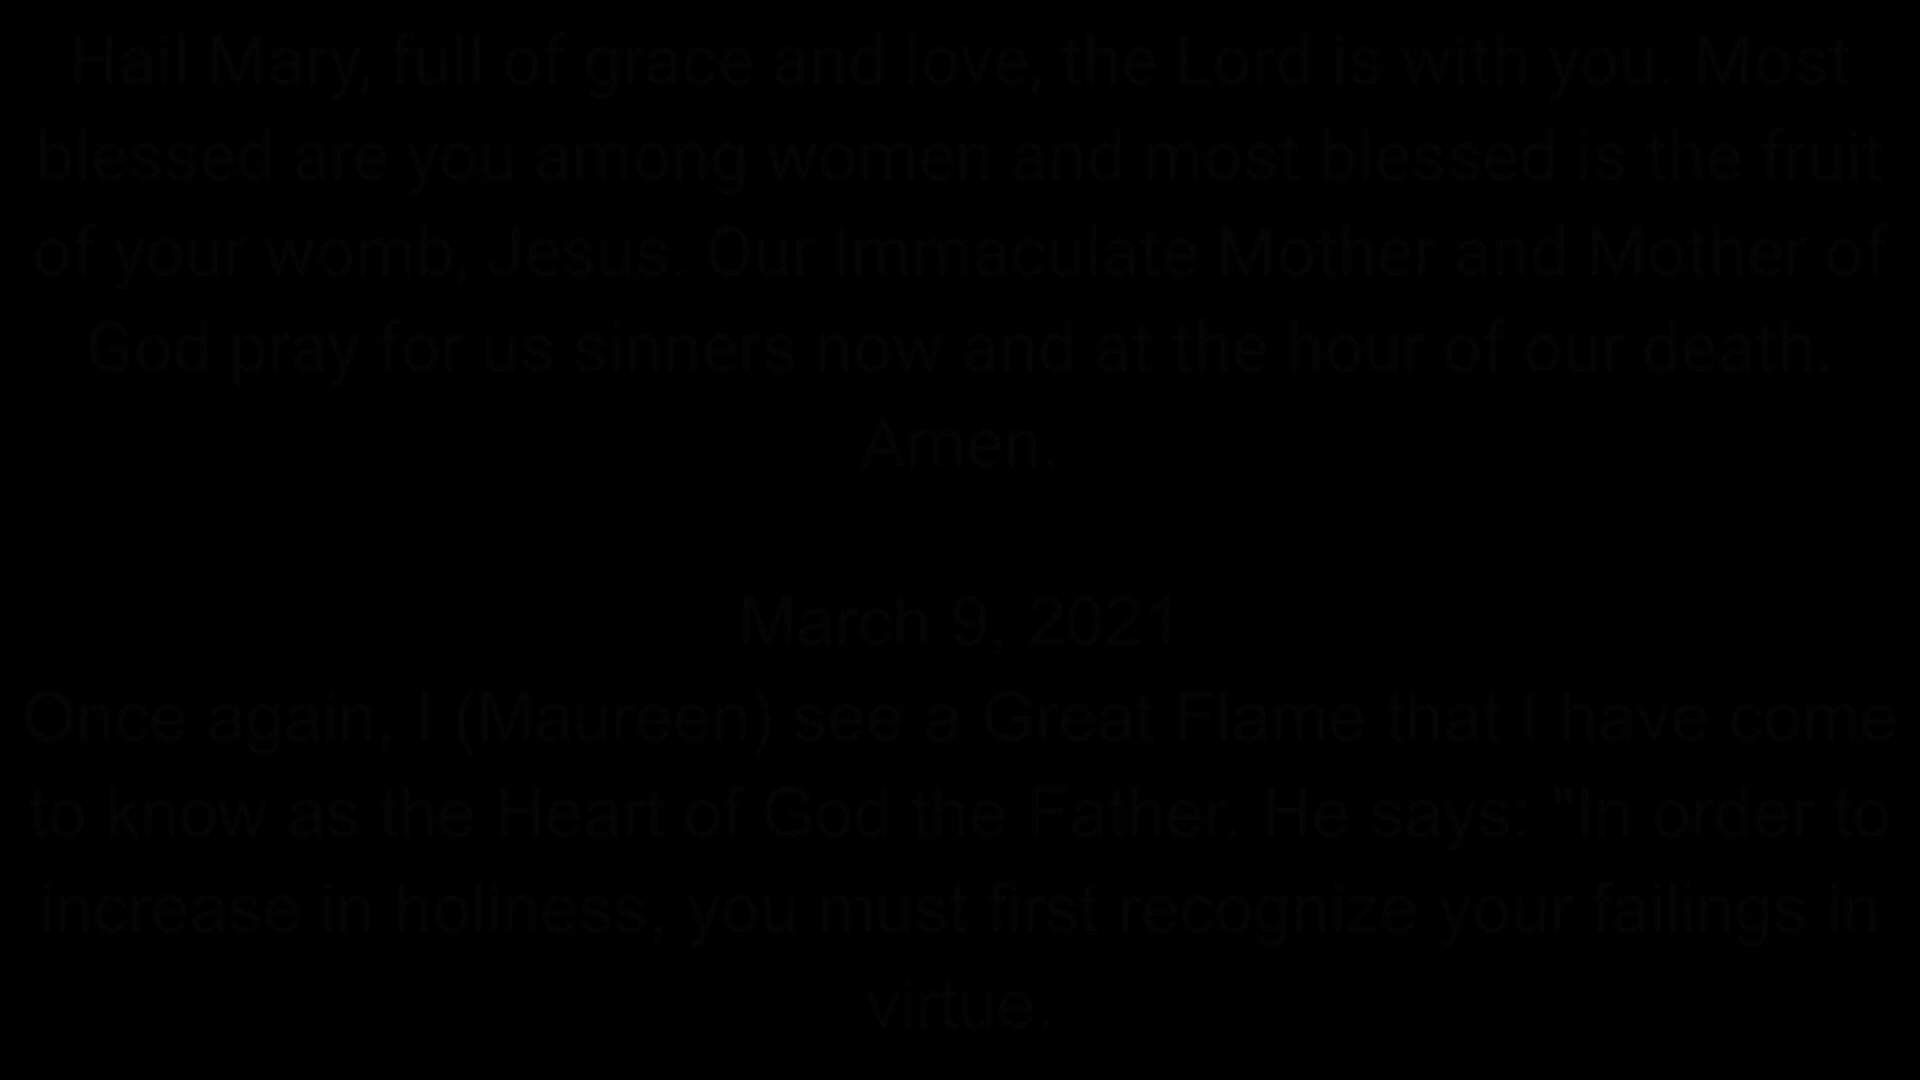 Hail Mary, full of grace and love, the Lord is with you. Most
blessed are you among women and most blessed is the fruit
of your womb, Jesus. Our Immaculate Mother and Mother of
God pray for us sinners now and at the hour of our death.
Amen.
March 9, 2021
Once again, I (Maureen) see a Great Flame that I have come
to know as the Heart of God the Father. He says: "In order to
increase in holiness, you must first recognize your failings in
virtue.